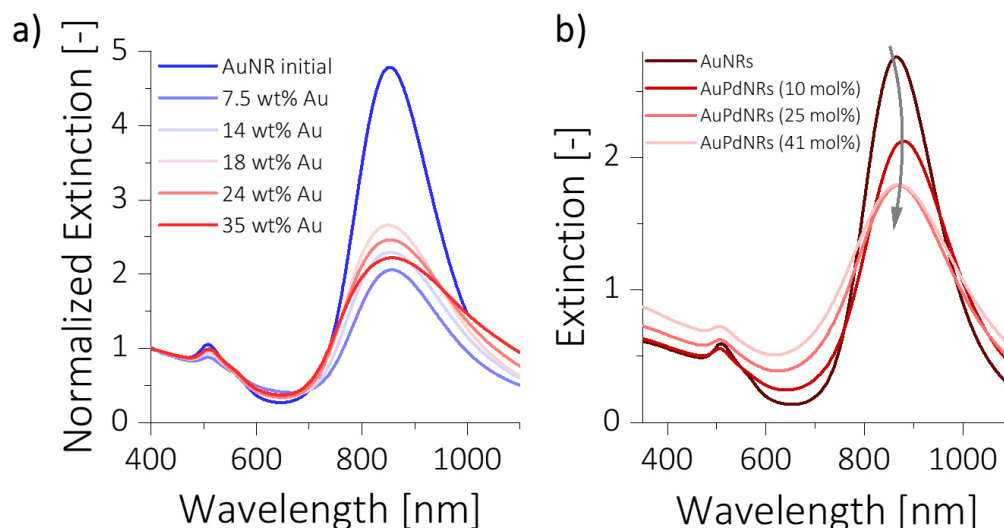 a)
Normalized Extinction [-]
5
4
3
2
1
0
AuNR initial
7.5 wt% Au
14 wt% Au
18 wt% Au
24 wt% Au
35 wt% Au
400
600
800
1000
Wavelength [nm]
b)
Extinction [-]
2
1
0
AuNRs
AuPdNRs (10 mol%)
AuPdNRs (25 mol%)
AuPdNRs (41 mol%)
400
600
800
1000
Wavelength [nm]